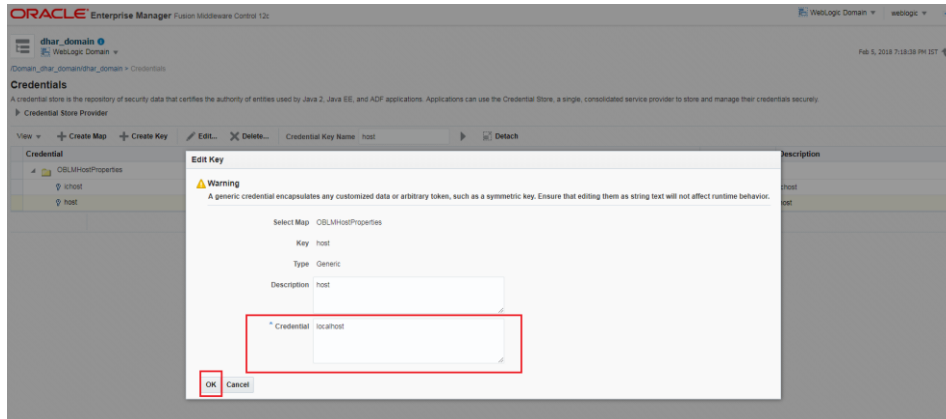 ORACLE Enterprise Manager Fusion Middleware Control 12c
WebLogic Domain weblogic
dhar_domain
WebLogic Domain
Feb 5, 2019 7:18:38 PM IST
/Domain_dhar_domain/dhar_domain > Credentials
Credentials
A credential store is the repository of security data that certifies the authority of entities used by Java 2, Java EE, and ADF applications. Applications can use the Credential Store, a single, consolidated service provider to store and manage their credentials securely.
Credential Store Provider
View Create Map Create Key Edit... Delete... Credential Key Name host Detach
Credential Description
OBLMHostProperties
host
host
Edit Key
Warning
A generic credential encapsulates any customized data or arbitrary token, such as a symmetric key. Ensure that editing them as string text will not affect runtime behavior.
Select Map OBLMHostProperties
Key host
Type Generic
Description host
* Credential localhost
OK Cancel